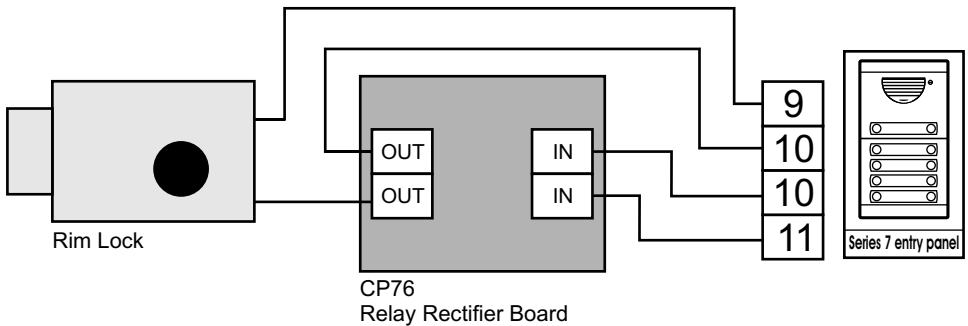 9
OUT
IN
10
OUT
IN
10
11
Rim Lock
Series 7 entry panel
CP76
Relay Rectifier Board